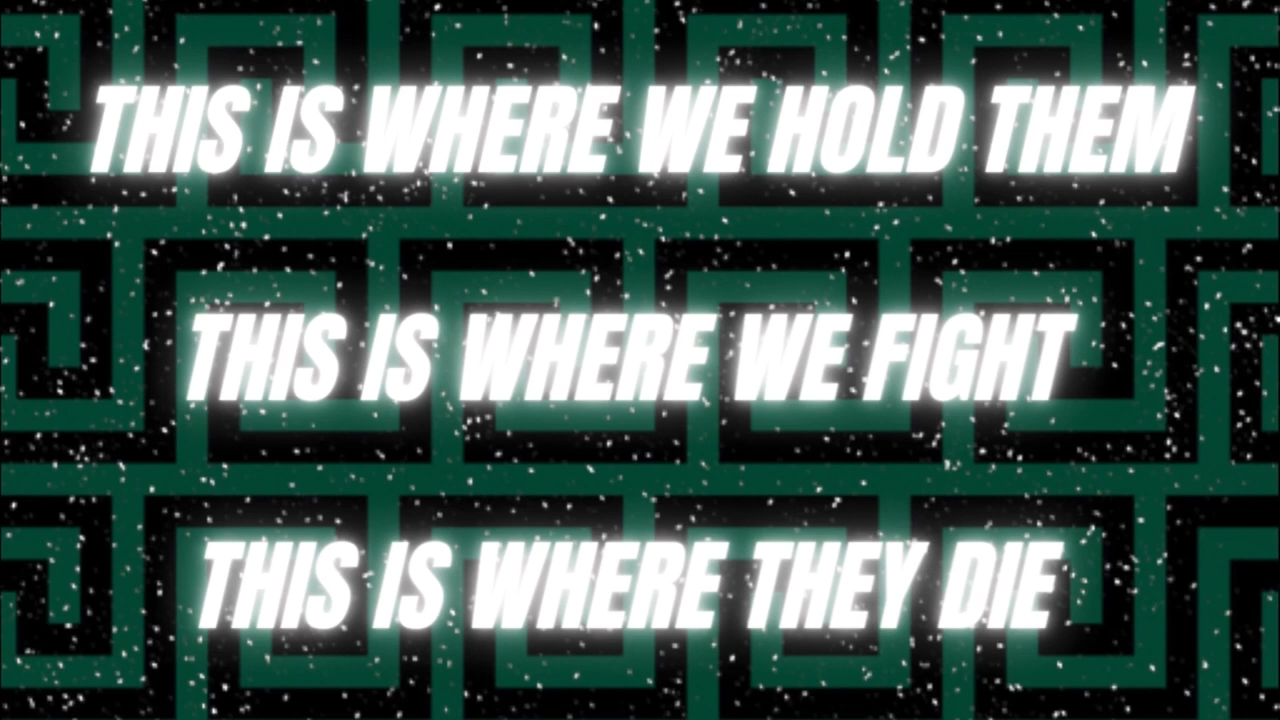 THIS IS WHERE WE HOLD THEM
THIS IS WHERE WE FIGHT
THIS IS WHERE THEY DIE